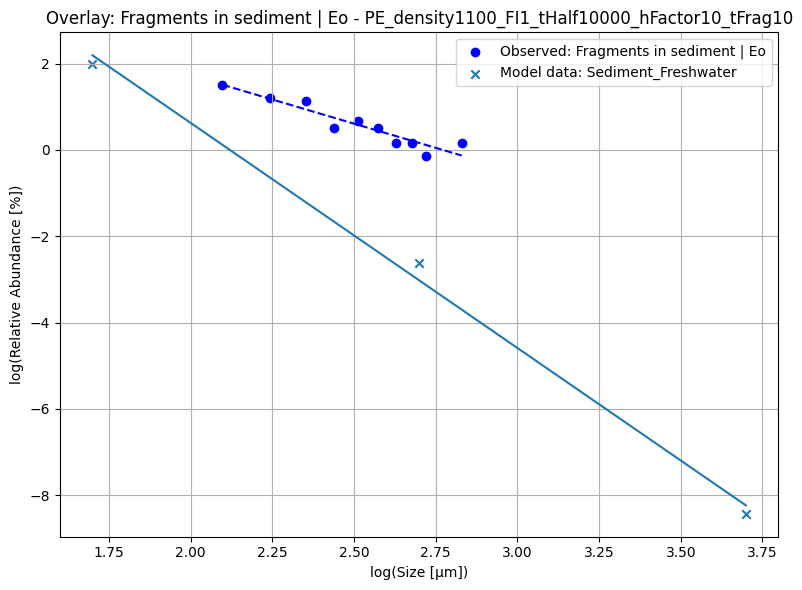 Overlay: Fragments in sediment | Eo - PE_density1100_FI1_tHalf10000_hFactor10_tFrag10
Observed: Fragments in sediment | Eo
Model data: Sediment_Freshwater
log(Relative Abundance [%])
2
0
−2
−4
−6
−8
1.75 2.00 2.25 2.50 2.75 3.00 3.25 3.50 3.75
log(Size [μm])